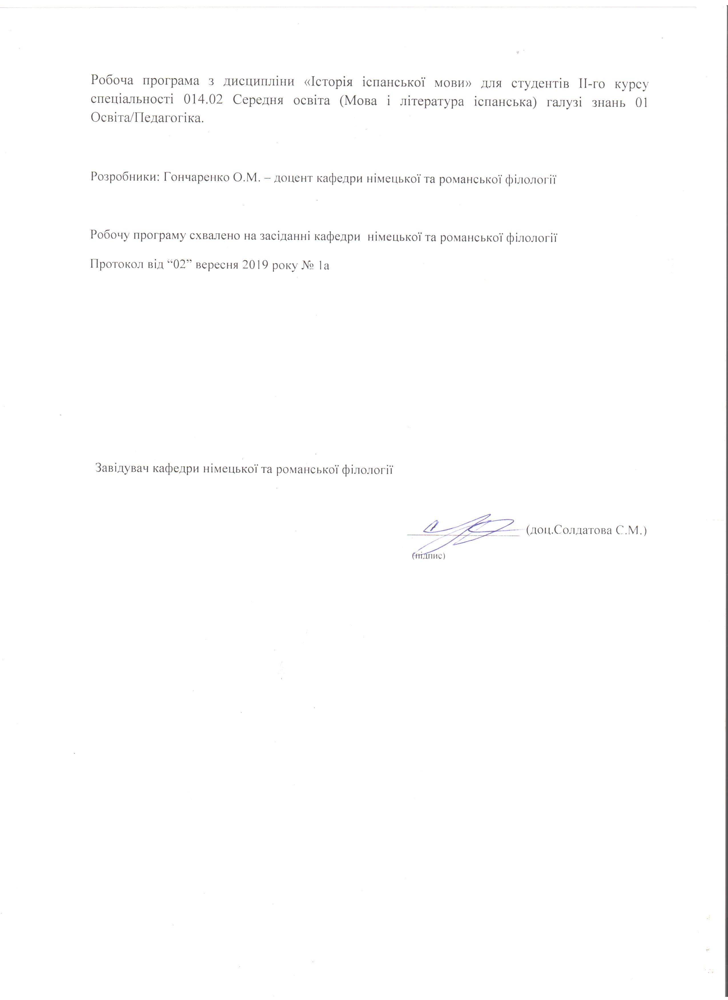 Робоча програма з дисципліни «Історія іспанської мови» для студентів ІІ-го курсу
спеціальності 014.02 Середня освіта (Мова і література іспанська) галузі знань 01
Освіта/Педагогіка.
Розробники: Гончаренко О.М. – доцент кафедри німецької та романської філології
Робочу програму схвалено на засіданні кафедри німецької та романської філології
Протокол від “02” вересня 2019 року № 1а
Завідувач кафедри німецької та романської філології
(доц.Солдатова С.М.)
(підпис)